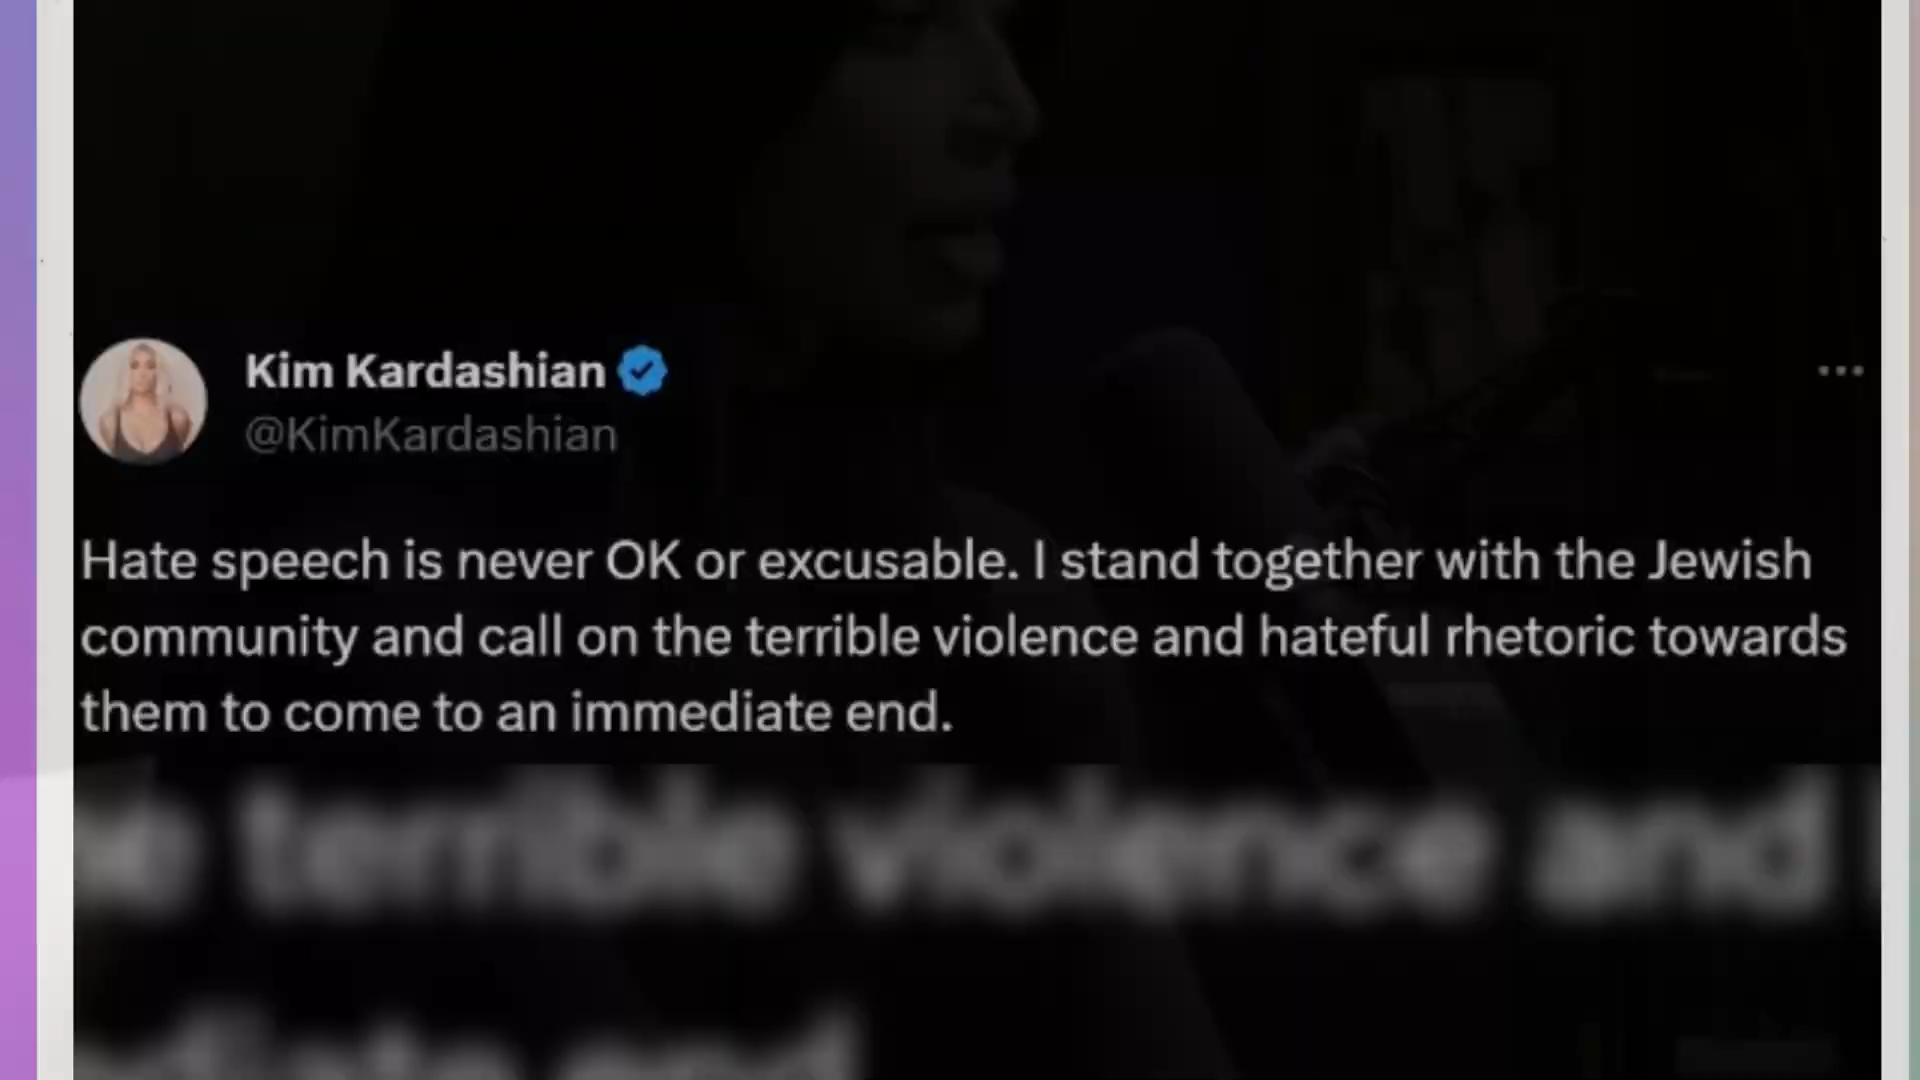 Kim Kardashian
@KimKardashian
Hate speech is never OK or excusable. I stand together with the Jewish
community and call on the terrible violence and hateful rhetoric towards
them to come to an immediate end.
terrible violence and